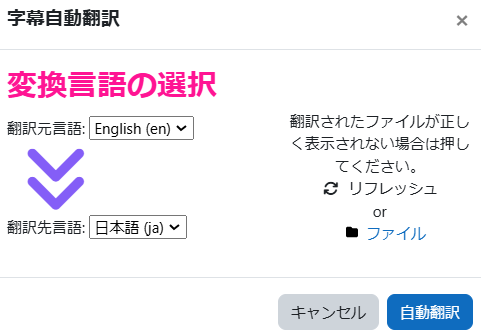 字幕自動翻訳
×
変換言語の選択
翻訳元言語: English (en)
翻訳先言語: 日本語 (ja)
翻訳されたファイルが正し
く表示されない場合は押し
てください。
リフレッシュ
or
ファイル
キャンセル
自動翻訳